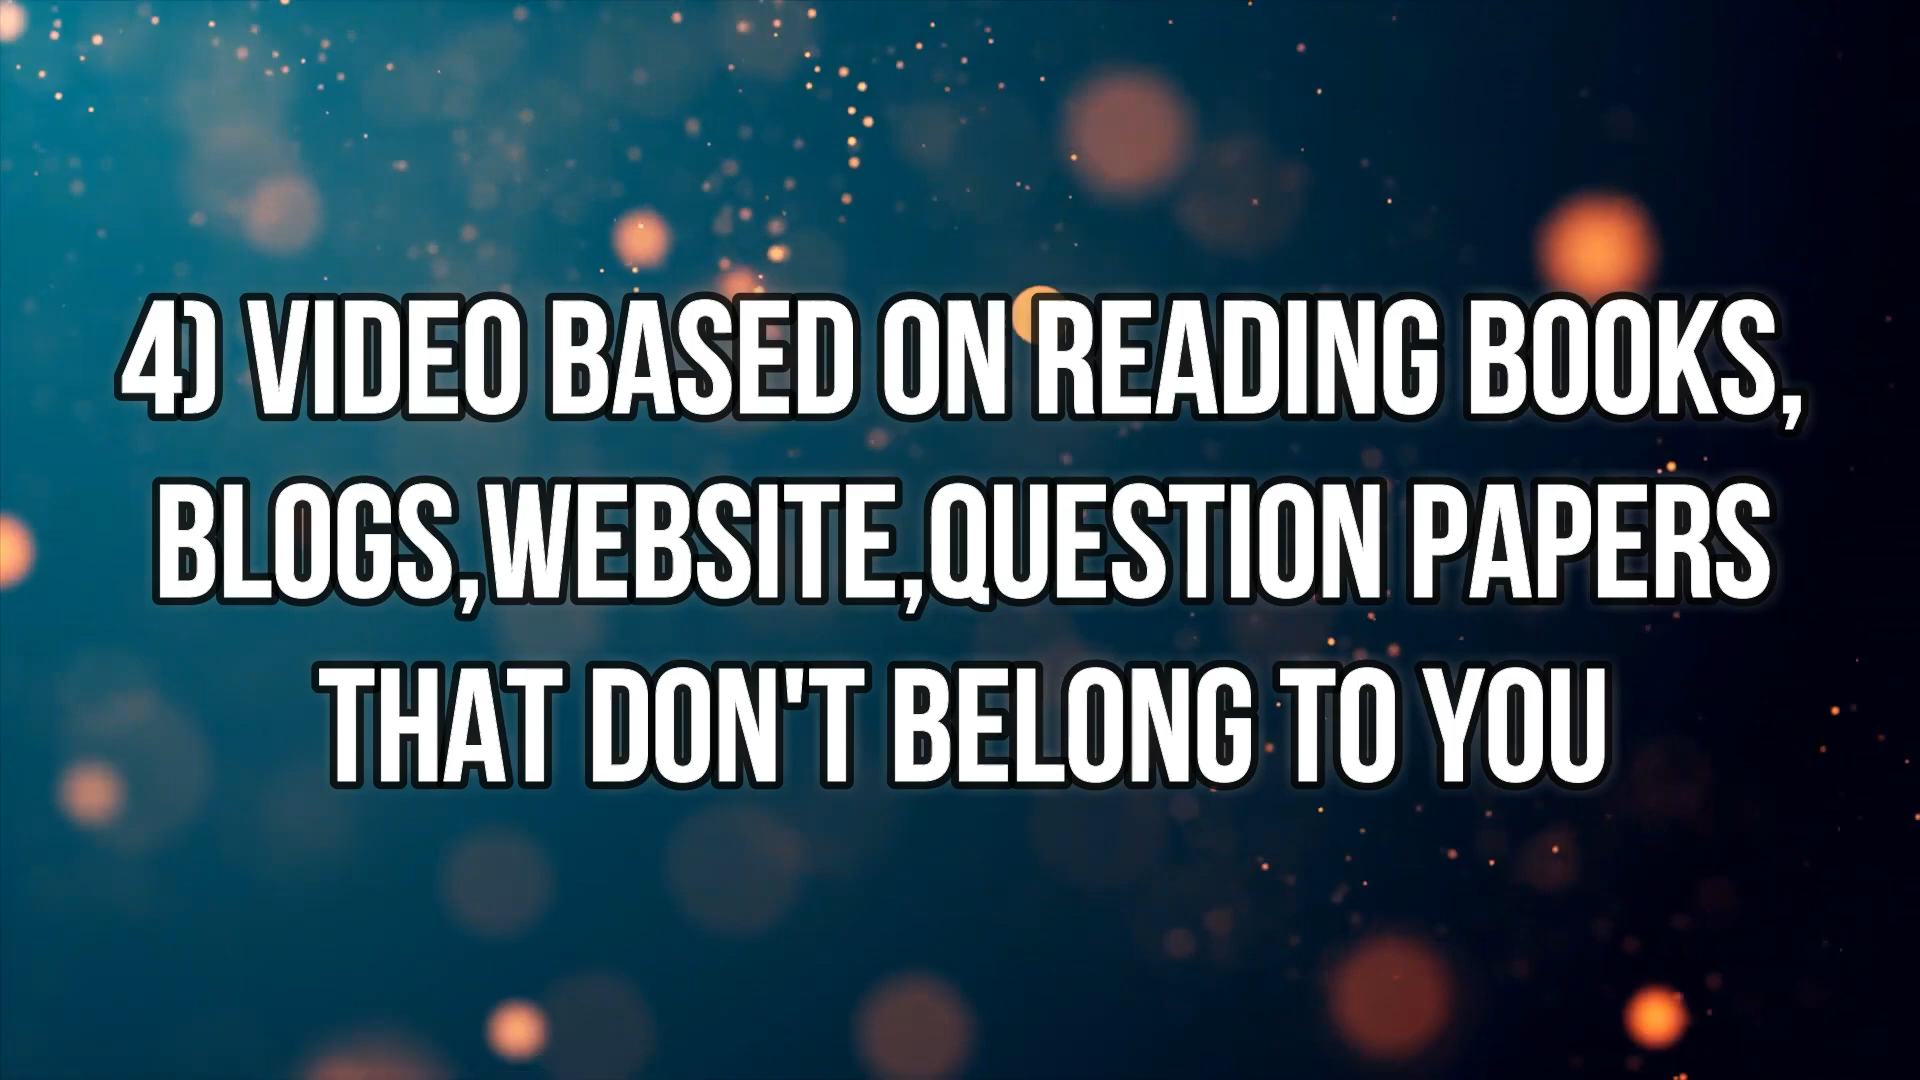 4) VIDEO BASED ON READING BOOKS,
BLOGS,WEBSITE,QUESTION PAPERS
THAT DON'T BELONG TO YOU